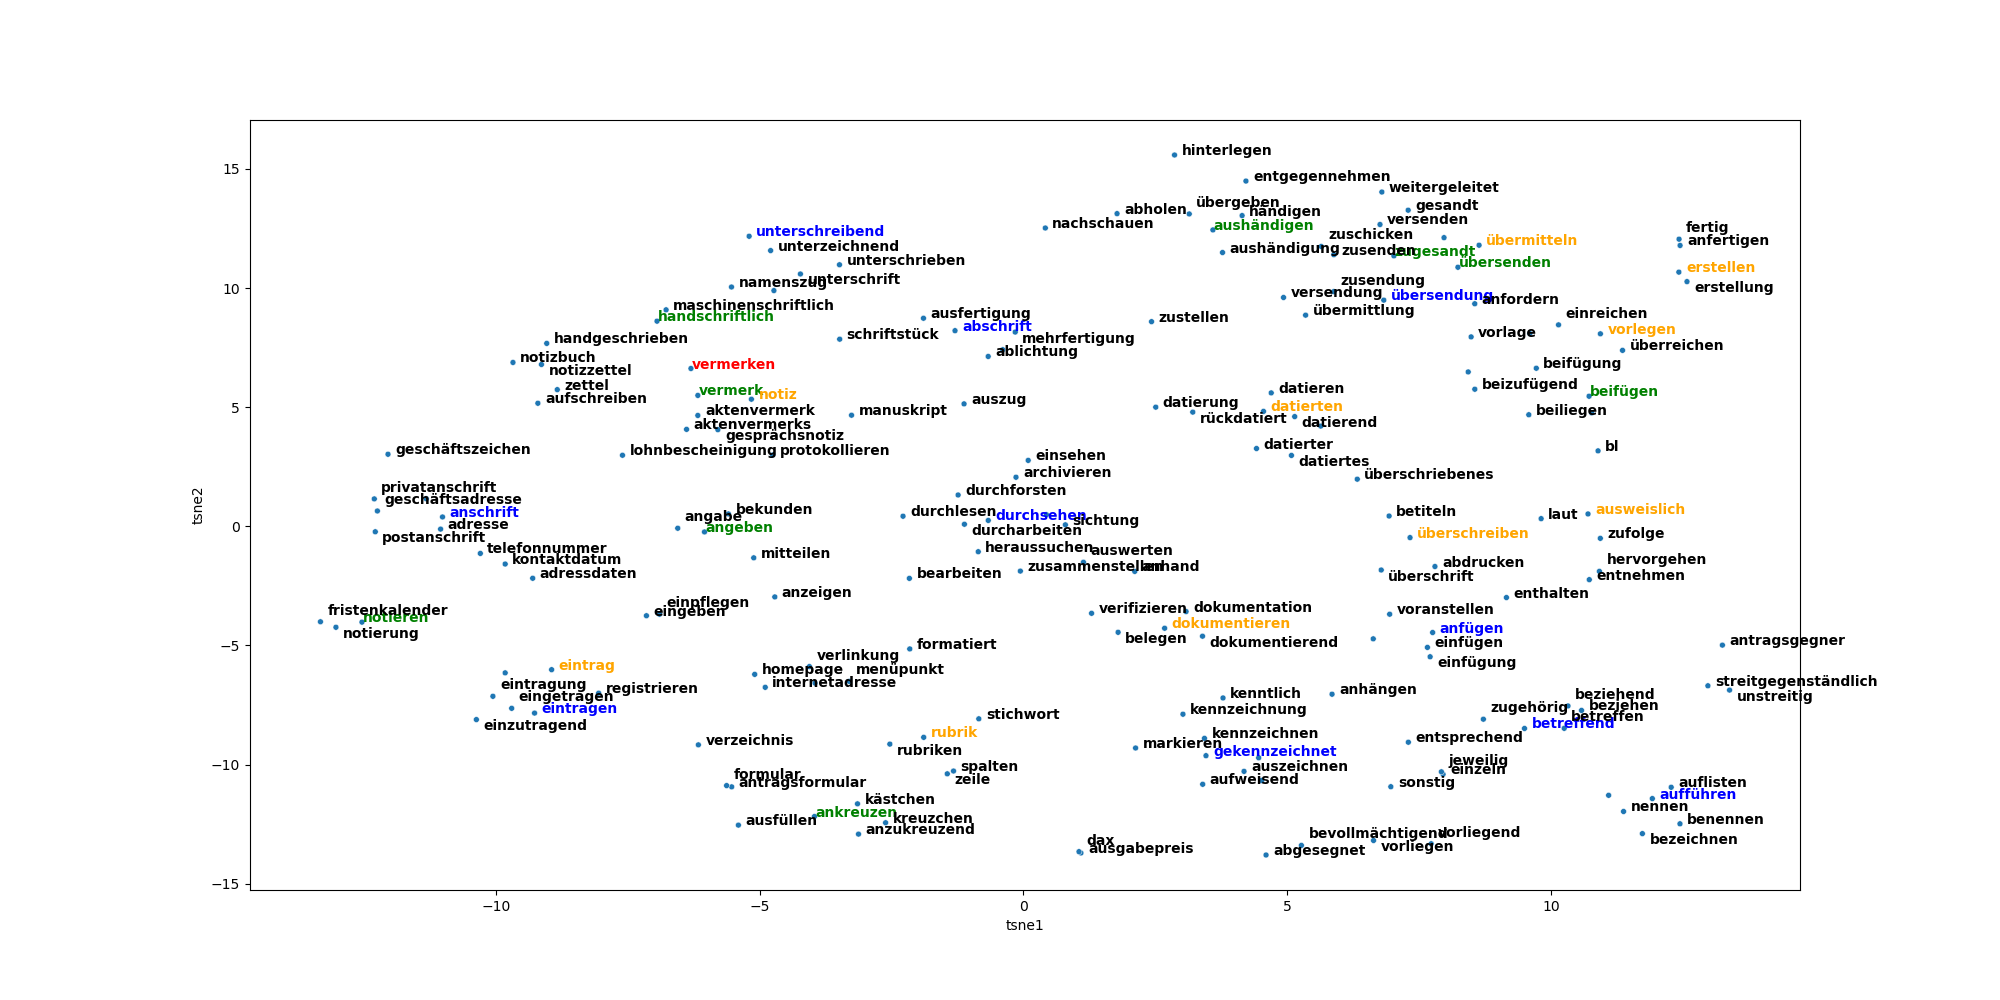 hinterlegen
entgegennehmen
weitergeleitet
übergeben
gesandt
abholen
händigen
versenden
nachschauen
aushändigen
fertig
unterschreibend
zuschicken
übermitteln
anfertigen
unterzeichnend
aushändigung
zusenden
zugesandt
unterschrieben
übersenden
erstellen
namenszug
unterschrift
zusendung
erstellung
versendung
übersendung
anfordern
maschinenschriftlich
handschriftlich
ausfertigung
zustellen
übermittlung
einreichen
abschrift
vorlegen
handgeschrieben
schriftstück
mehrfertigung
vorlage
überreichen
notizbuch
ablichtung
notizzettel
vermerken
beifügung
zettel
vermerk
notiz
datieren
beizufügend
beifügen
aufschreiben
auszug
datierung
datierten
aktenvermerk
manuskript
rückdatiert
datierend
beiliegen
aktenvermerks
gesprächsnotiz
geschäftszeichen
lohnbescheinigung
protokollieren
einsehen
datierter
datiertes
bl
archivieren
überschriebenes
privatanschrift
durchforsten
geschäftsadresse
anschrift
angabe
bekunden
durchlesen
durchsehen
sichtung
betiteln
laut
ausweislich
adresse
angeben
durcharbeiten
überschreiben
zufolge
postanschrift
telefonnummer
mitteilen
heraussuchen
auswerten
kontaktdatum
zusammenstellen
anhand
abdrucken
hervorgehen
adressdaten
bearbeiten
überschrift
entnehmen
anzeigen
enthalten
fristenkalender
einpflegen
eingeben
verifizieren
dokumentation
voranstellen
notieren
dokumentieren
anfügen
notierung
belegen
dokumentierend
einfügen
antragsgegner
formatiert
verlinkung
einfügung
eintrag
homepage
menüpunkt
eintragung
registrieren
internetadresse
streitgegenständlich
eingetragen
kenntlich
anhängen
beziehend
unstreitig
eintragen
stichwort
kennzeichnung
zugehörig
beziehen
betreffen
einzutragend
betreffend
verzeichnis
rubrik
markieren
kennzeichnen
entsprechend
rubriken
gekennzeichnet
formular
spalten
auszeichnen
jeweilig
einzeln
antragsformular
zeile
aufweisend
sonstig
auflisten
kästchen
aufführen
ausfüllen
ankreuzen
kreuzchen
nennen
anzukreuzend
bevollmächtigend
vorliegend
benennen
dax
ausgabepreis
abgesegnet
vorliegen
bezeichnen
15
10
5
0
−5
−10
−15
tsne2
−10
−5
0
5
10
tsne1